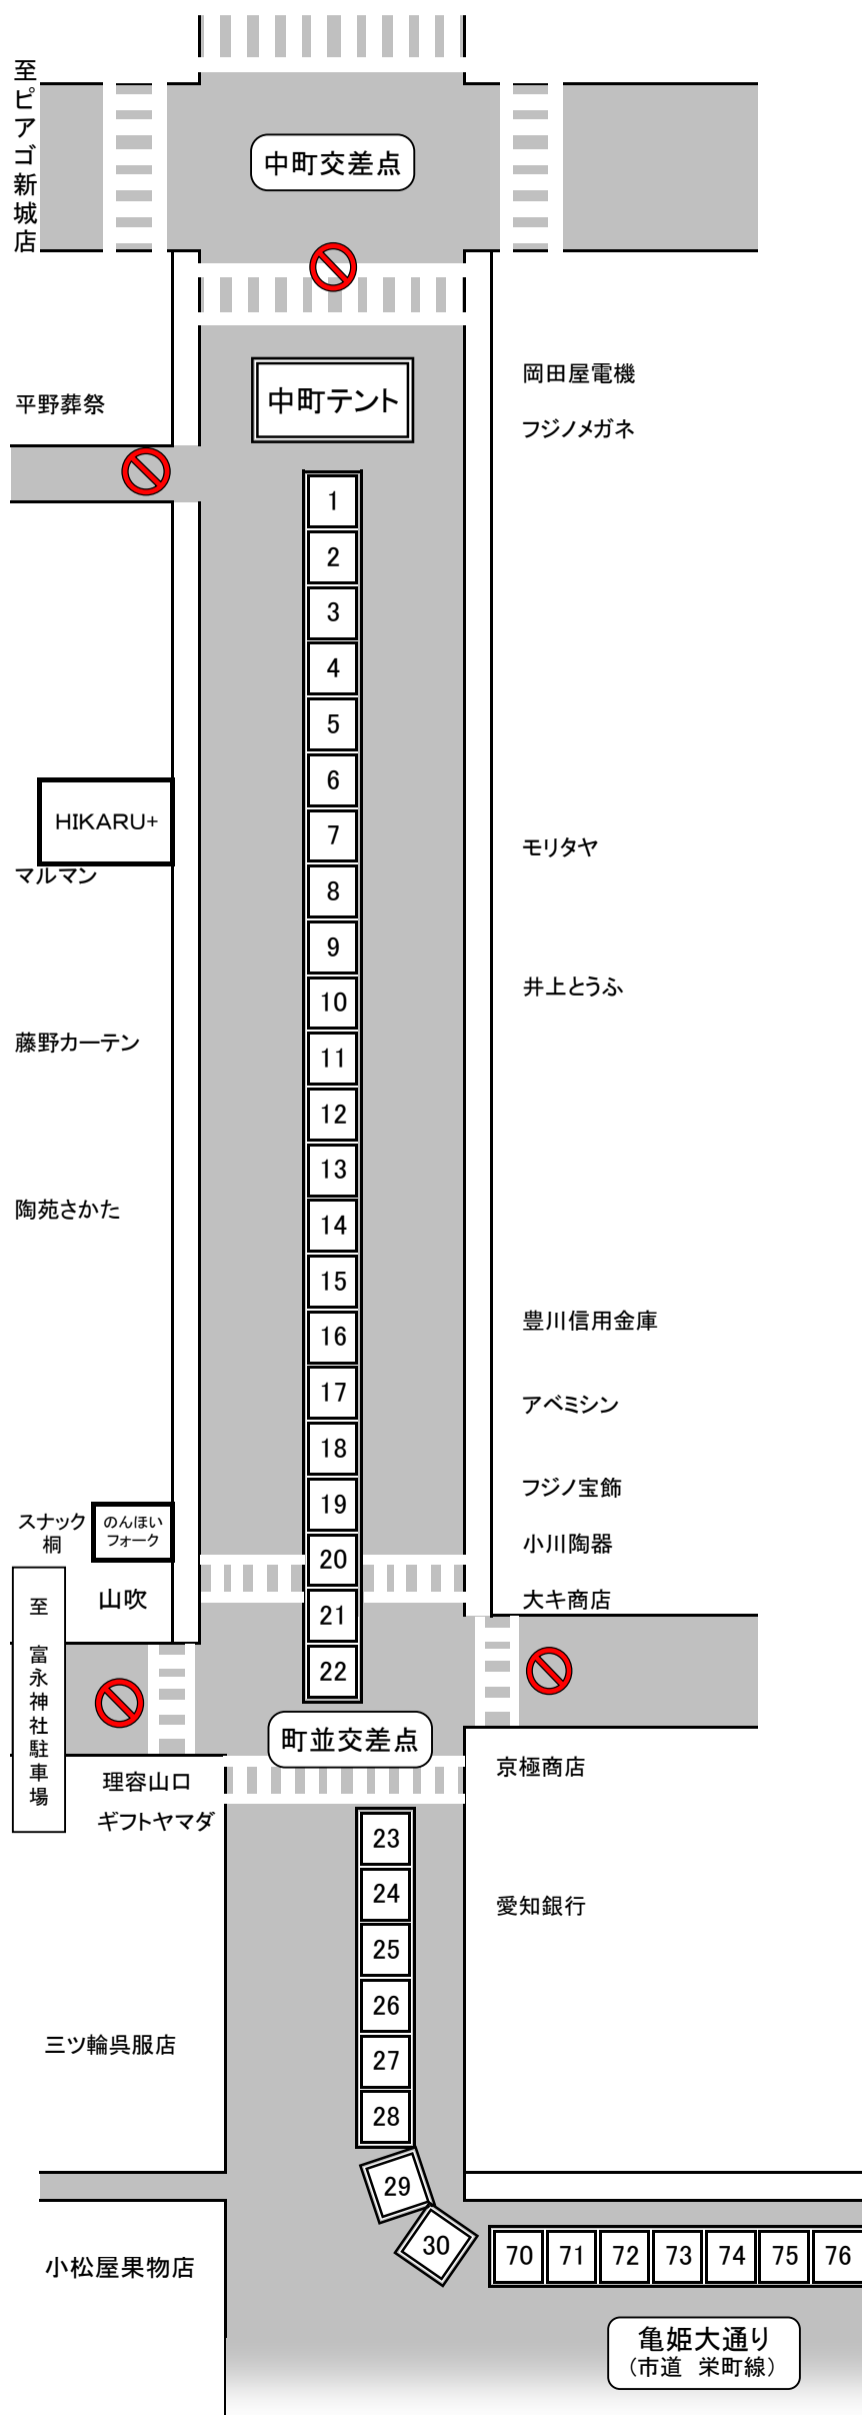 至ピアゴ新城店
中町交差点
中町テント
岡田屋電機
平野葬祭
フジノメガネ
1
2
3
4
5
6
HIKARU+
7
モリタヤ
マルマン
8
9
井上とうふ
10
藤野カーテン
11
12
13
陶苑さかた
14
15
豊川信用金庫
16
17
アベミシン
18
フジノ宝飾
19
スナック
桐
のんほい
フォーク
小川陶器
20
山吹
大キ商店
21
至 富永神社駐車場
22
町並交差点
京極商店
理容山口
ギフトヤマダ
23
24
愛知銀行
25
26
三ツ輪呉服店
27
28
29
30
70 71 72 73 74 75 76
小松屋果物店
亀姫大通り
（市道 栄町線）